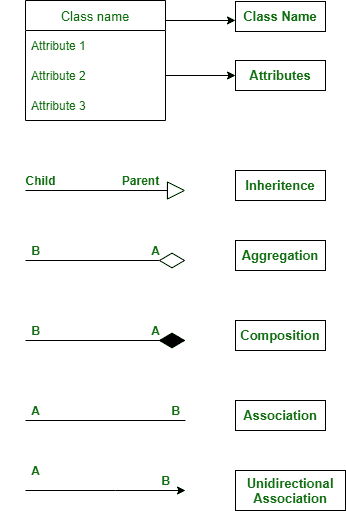 Class name
Class Name
Attribute 1
Attribute 2
Attributes
Attribute 3
Child
Parent
Inheritence
B
A
Aggregation
B
A
Composition
A
B
Association
A
B
Unidirectional
Association